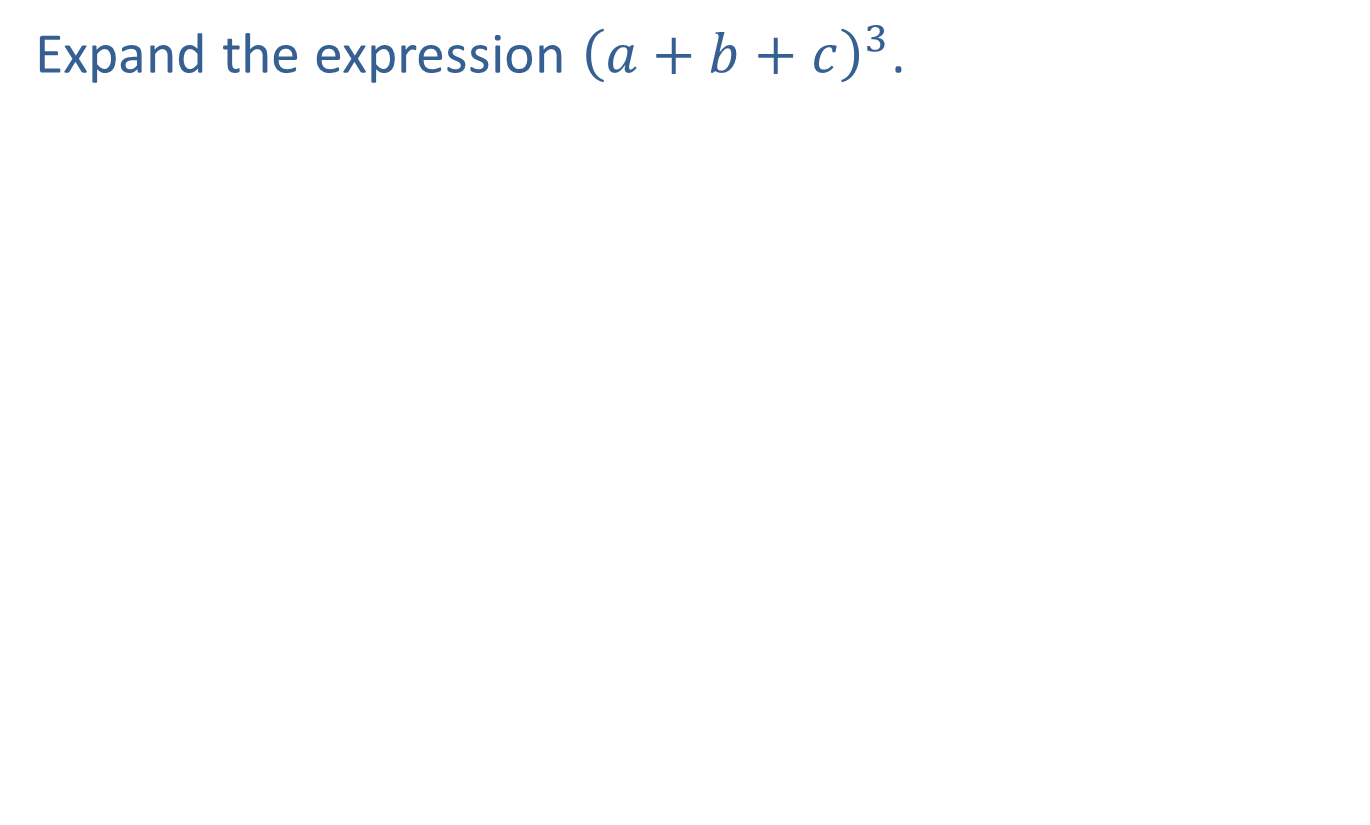 Expand the expression (a + b + c)³.